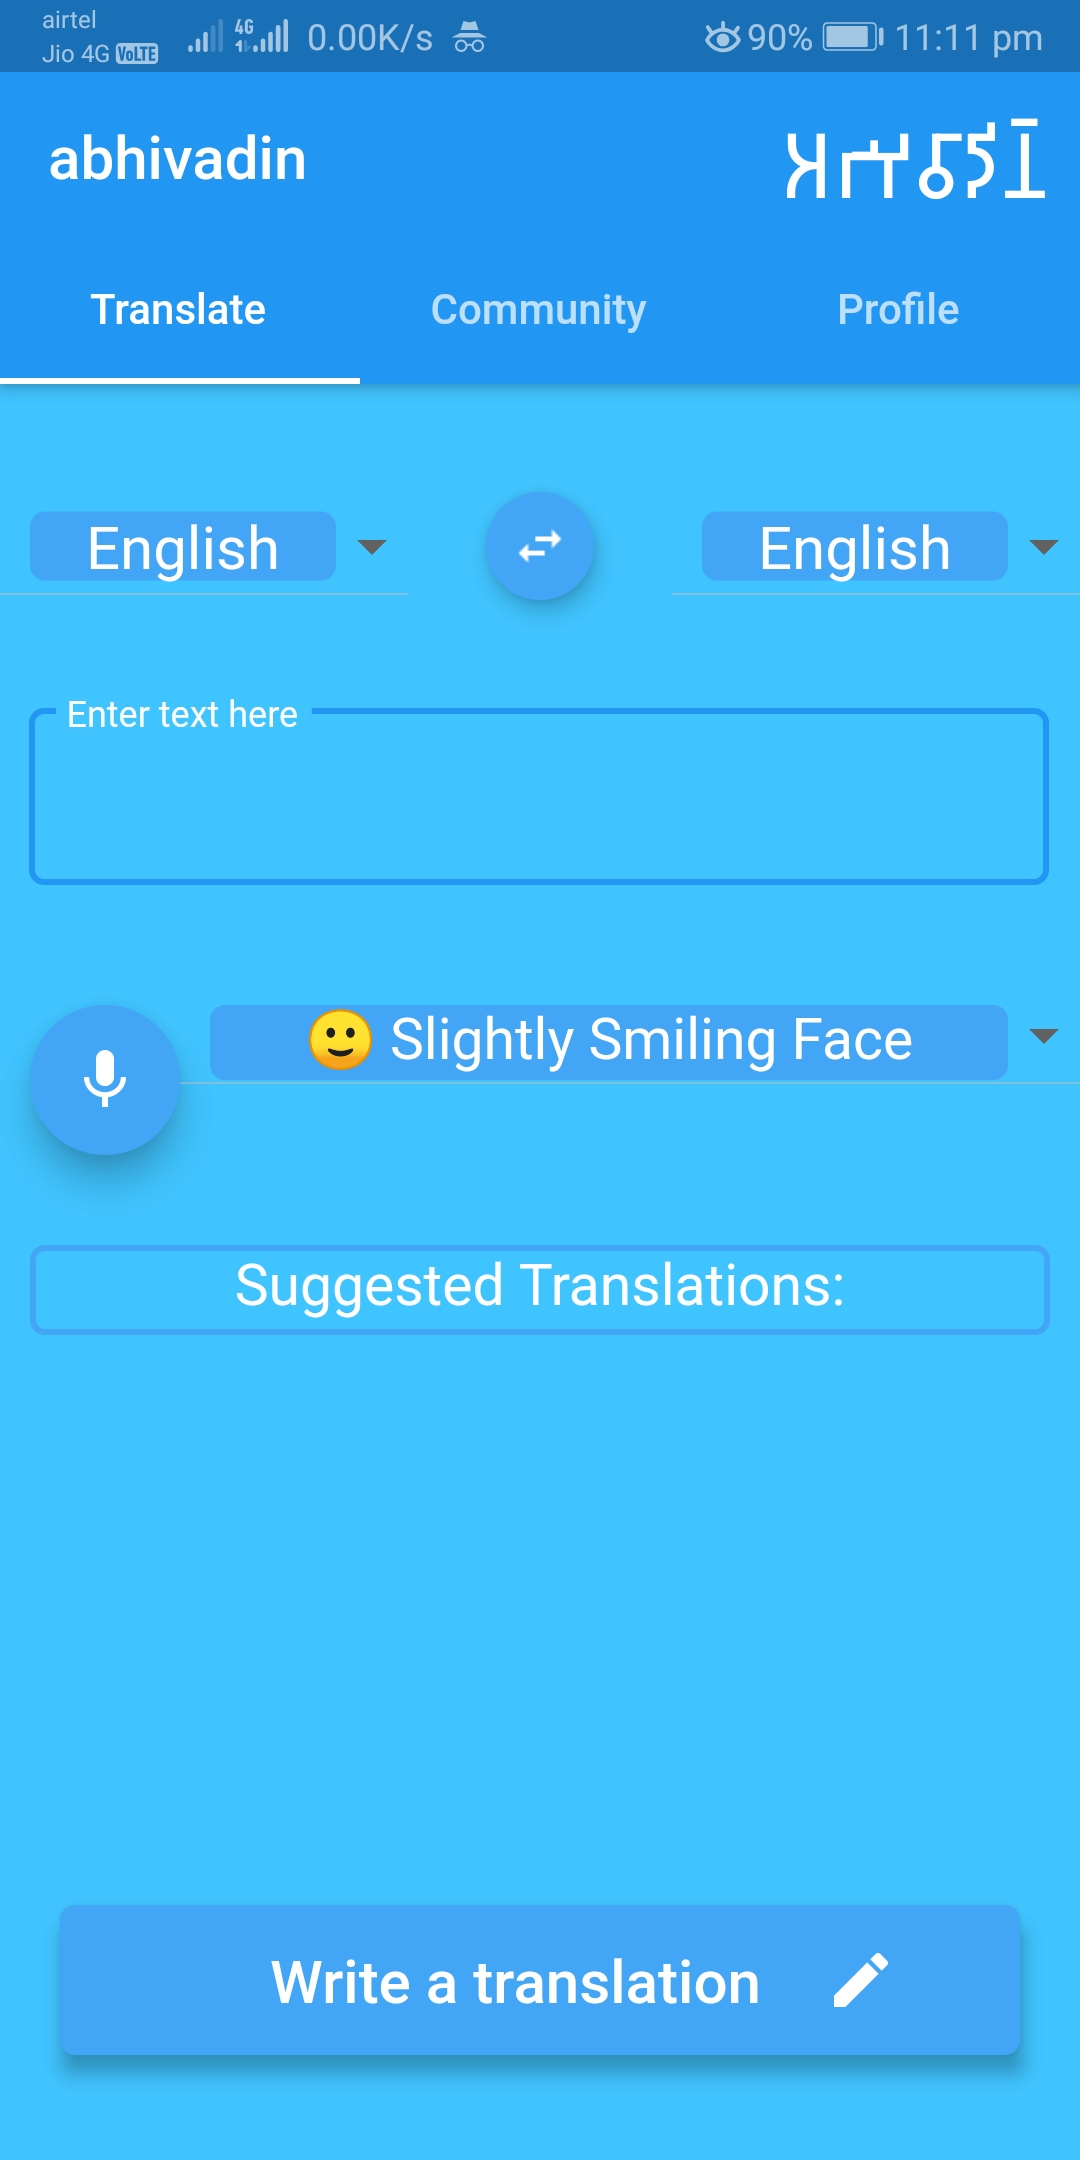 airtel
Jio 4G VoLTE 4G 0.00K/s 90% 11:11 pm
abhivadin 𑀅𑀪𑀺𑀯𑀸𑀤𑀺𑀦𑁆
Translate Community Profile
English English
Enter text here
🙂 Slightly Smiling Face
Suggested Translations:
Write a translation